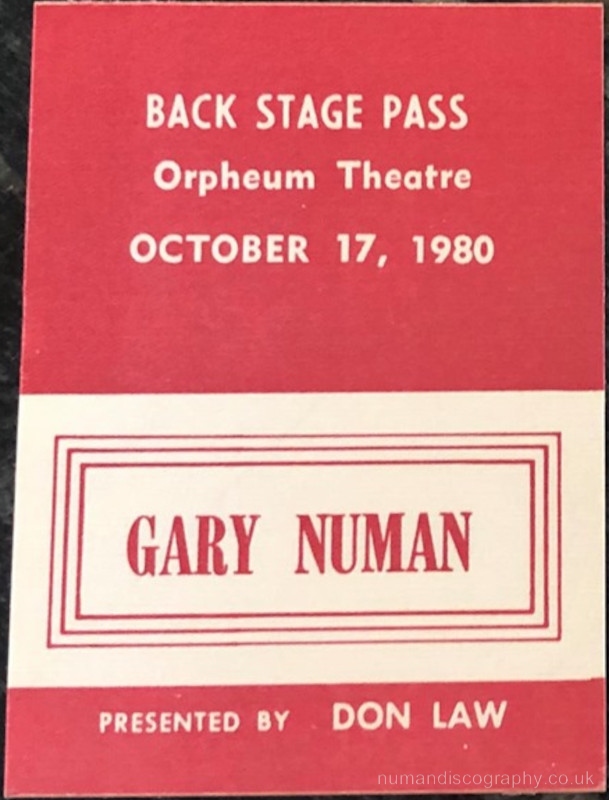 BACK STAGE PASS
Orpheum Theatre
OCTOBER 17, 1980
GARY NUMAN
PRESENTED BY DON LAW
numandiscography.co.uk